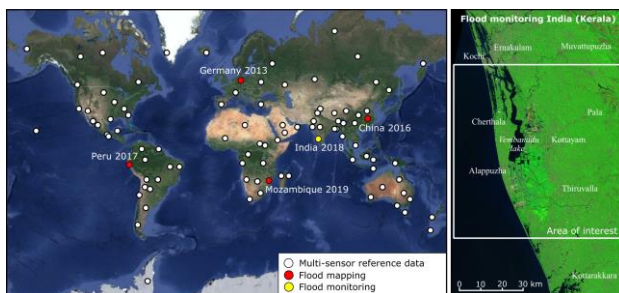 Germany 2013
China 2016
India 2018
Peru 2017
Mozambique 2019
Multi-sensor reference data
Flood mapping
Flood monitoring
Flood monitoring India (Kerala)
Kochi
Ernakulam
Muvattupuzha
Pala
Cherthala
Vembanadu
lake
Kottayam
Alappuzha
Thiruvalla
Area of interest
Kottarakkara
0 10 20 30 km